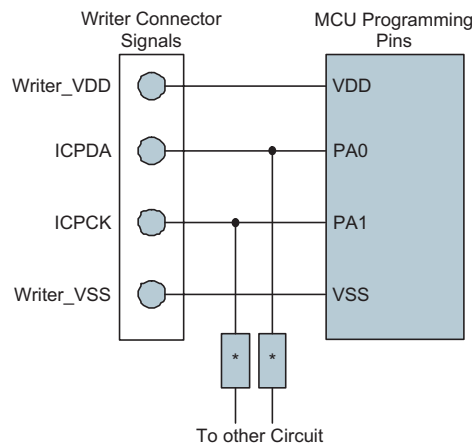 Writer Connector
Signals
MCU Programming
Pins
Writer_VDD
VDD
ICPDA
PA0
ICPCK
PA1
Writer_VSS
VSS
*
*
To other Circuit